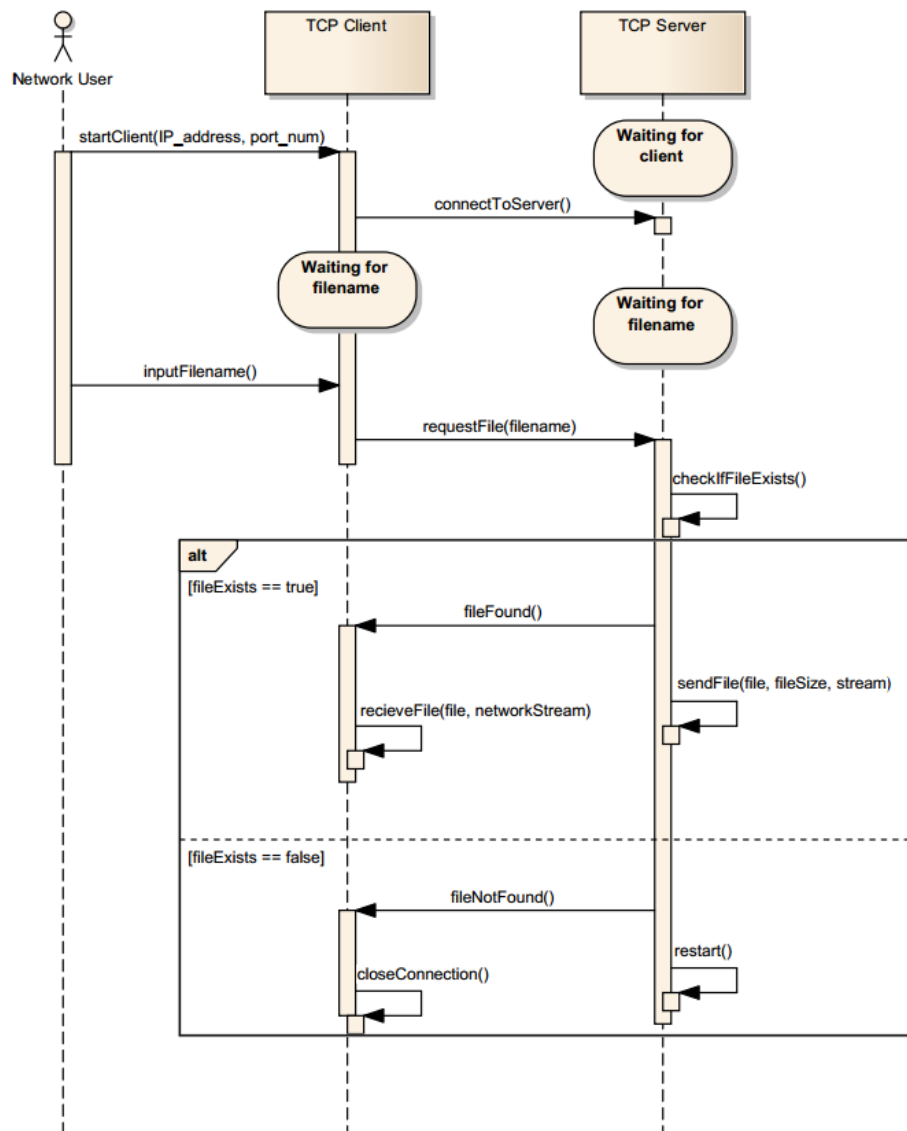 Network User
TCP Client
TCP Server
startClient(IP_address, port_num)
Waiting for
client
connectToServer()
Waiting for
filename
Waiting for
filename
inputFilename()
requestFile(filename)
checkIfFileExists()
alt
[fileExists == true]
fileFound()
sendFile(file, fileSize, stream)
recieveFile(file, networkStream)
[fileExists == false]
fileNotFound()
restart()
closeConnection()